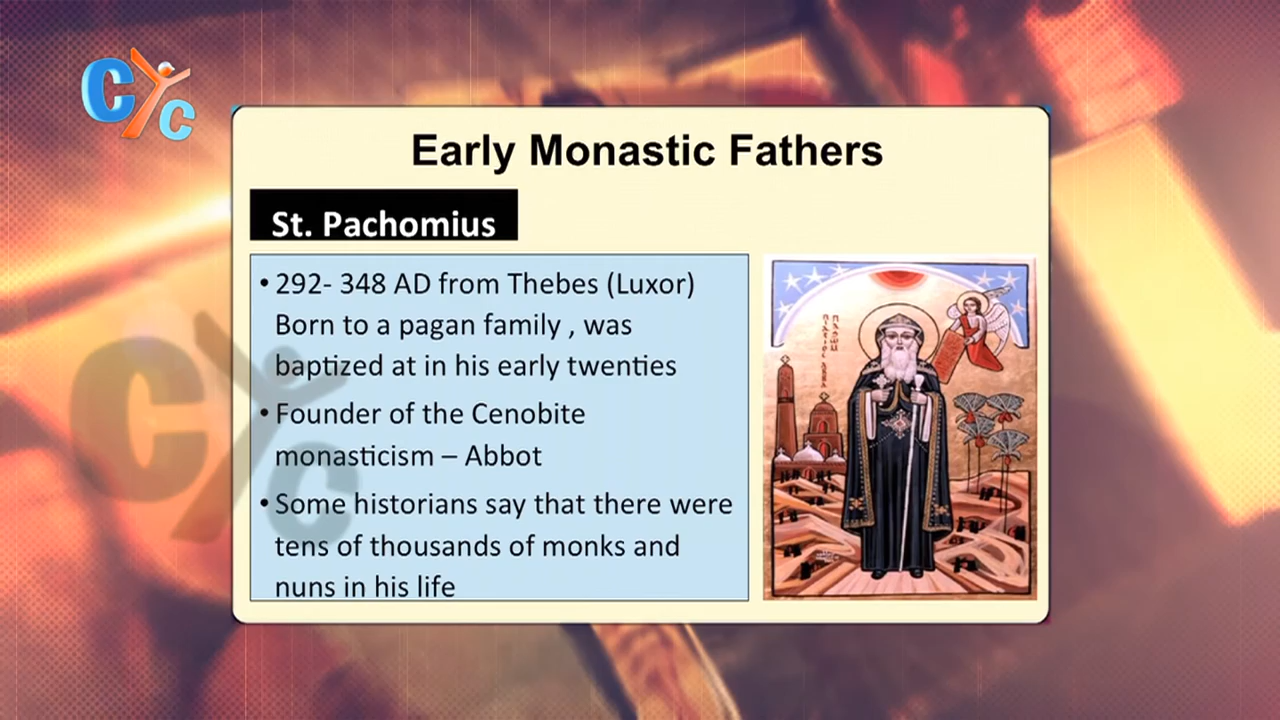 CYC
Early Monastic Fathers
St. Pachomius
• 292- 348 AD from Thebes (Luxor)
Born to a pagan family , was
baptized at in his early twenties
• Founder of the Cenobite
monasticism – Abbot
• Some historians say that there were
tens of thousands of monks and
nuns in his life